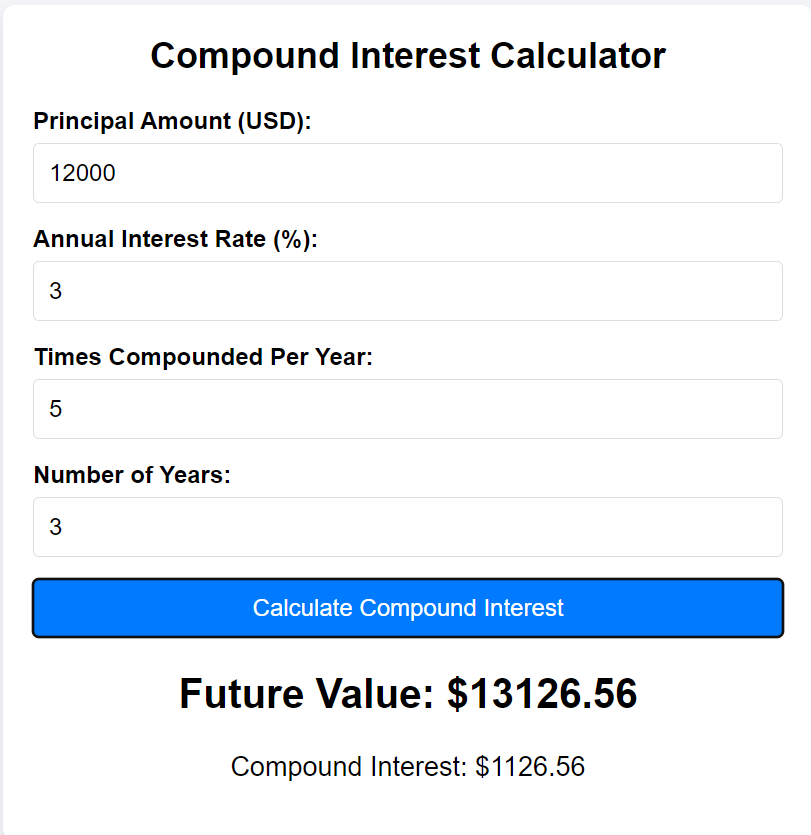 Compound Interest Calculator
Principal Amount (USD):
12000
Annual Interest Rate (%):
3
Times Compounded Per Year:
5
Number of Years:
3
Calculate Compound Interest
Future Value: $13126.56
Compound Interest: $1126.56